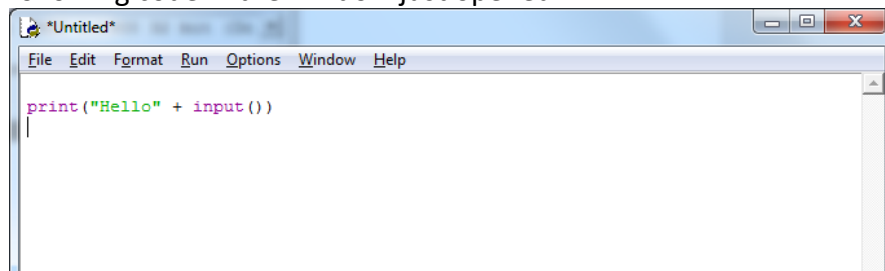 *Untitled*
File Edit Format Run Options Window Help
print("Hello" + input())